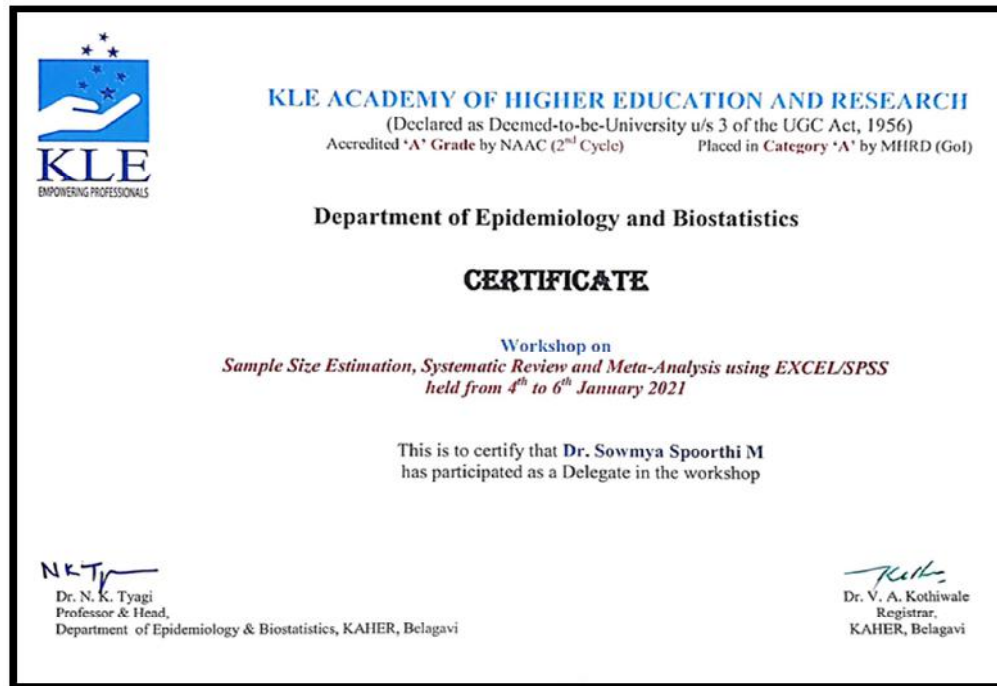 KLE
EMPOWERING PROFESSIONALS
KLE ACADEMY OF HIGHER EDUCATION AND RESEARCH
(Declared as Deemed-to-be-University u/s 3 of the UGC Act, 1956)
Accredited ‘A’ Grade by NAAC (2nd Cycle) Placed in Category ‘A’ by MHRD (GoI)
Department of Epidemiology and Biostatistics
CERTIFICATE
Workshop on
Sample Size Estimation, Systematic Review and Meta-Analysis using EXCEL/SPSS
held from 4th to 6th January 2021
This is to certify that Dr. Sowmya Spoorthi M
has participated as a Delegate in the workshop
Dr. N. K. Tyagi
Professor & Head,
Department of Epidemiology & Biostatistics, KAHER, Belagavi
Dr. V. A. Kothiwale
Registrar,
KAHER, Belagavi